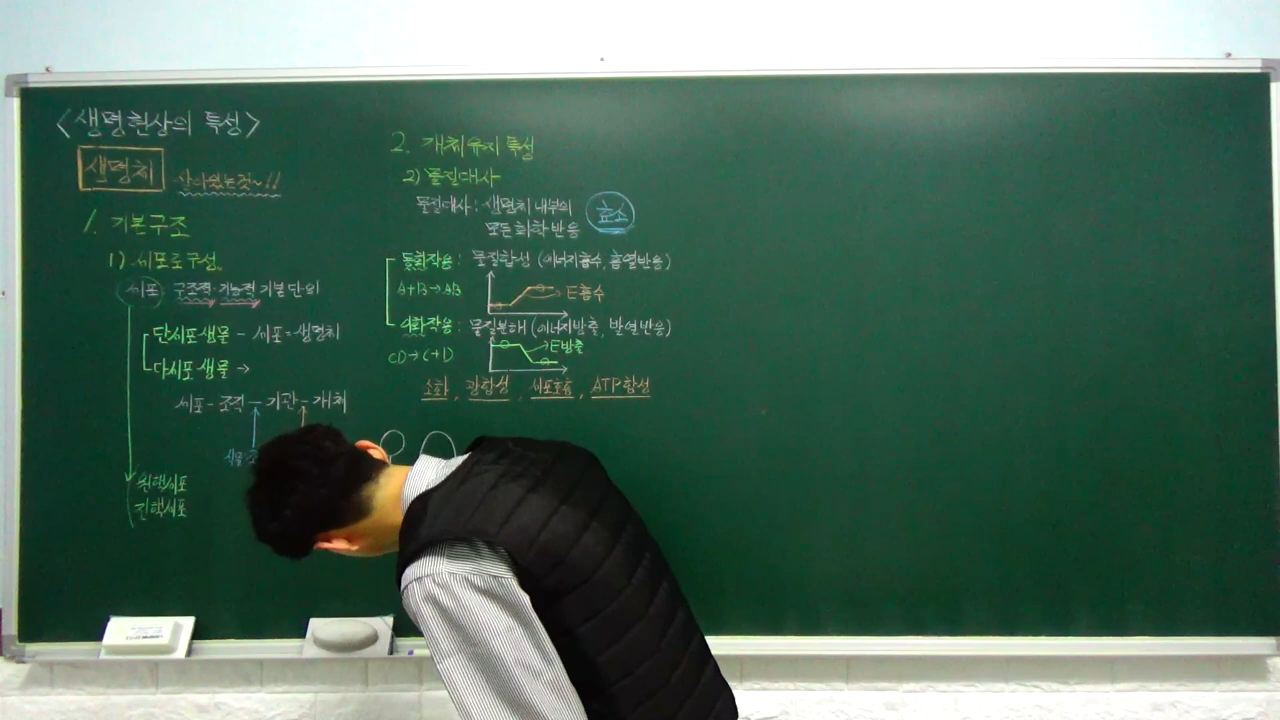 <생명현상의 특성>
생명체 살아있는것~!!
1. 기본구조
1) 세포로구성
세포 구조적·기능적 기본단위
단세포생물 - 세포=생명체
다세포생물 →
세포 - 조직 - 기관 - 개체
식물:조
원핵세포
진핵세포
2. 개체유지 특성
2) 물질대사
물질대사: 생명체 내부의 효소
모든 화학 반응
동화작용: 물질합성 (에너지흡수, 흡열반응)
A+B→AB E흡수
이화작용: 물질분해 (에너지방출, 발열반응)
CD→C+D E방출
소화, 광합성, 세포호흡, ATP합성